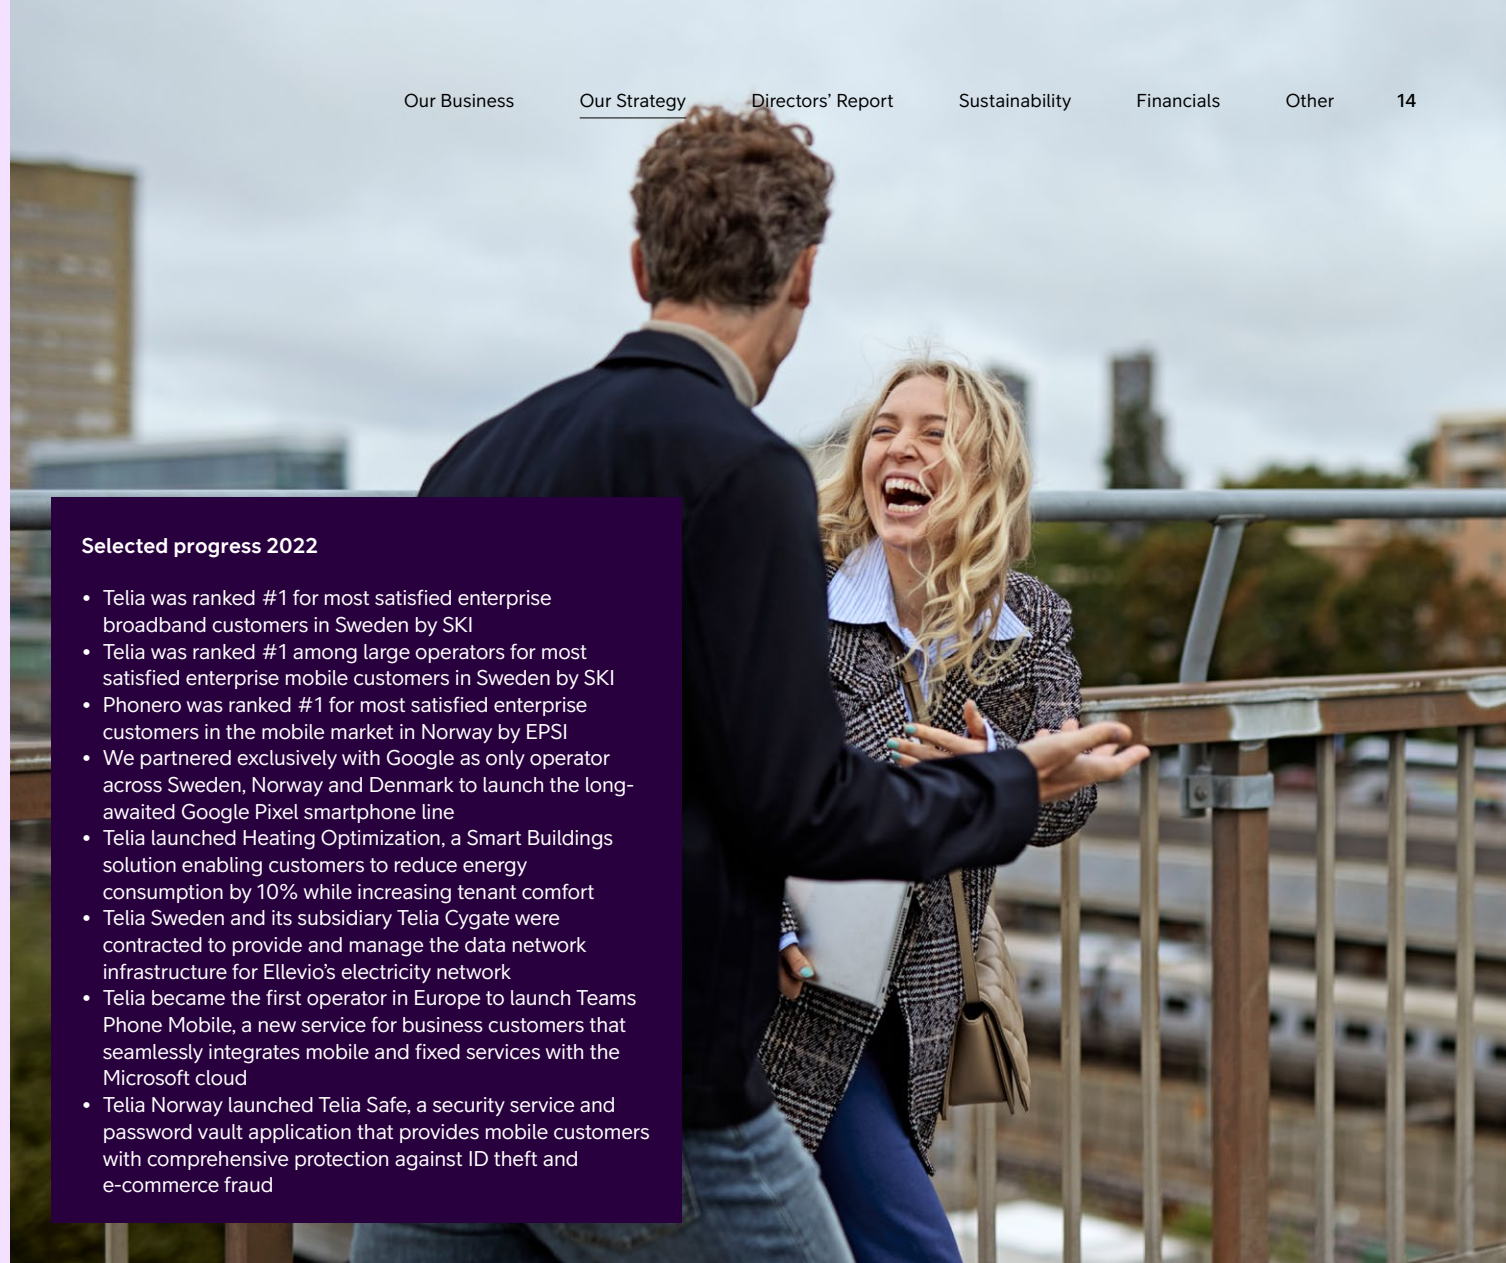 Our Business Our Strategy Directors’ Report Sustainability Financials Other 14
Selected progress 2022
• Telia was ranked #1 for most satisfied enterprise
broadband customers in Sweden by SKI
• Telia was ranked #1 among large operators for most
satisfied enterprise mobile customers in Sweden by SKI
• Phonero was ranked #1 for most satisfied enterprise
customers in the mobile market in Norway by EPSI
• We partnered exclusively with Google as only operator
across Sweden, Norway and Denmark to launch the long-
awaited Google Pixel smartphone line
• Telia launched Heating Optimization, a Smart Buildings
solution enabling customers to reduce energy
consumption by 10% while increasing tenant comfort
• Telia Sweden and its subsidiary Telia Cygate were
contracted to provide and manage the data network
infrastructure for Ellevio’s electricity network
• Telia became the first operator in Europe to launch Teams
Phone Mobile, a new service for business customers that
seamlessly integrates mobile and fixed services with the
Microsoft cloud
• Telia Norway launched Telia Safe, a security service and
password vault application that provides mobile customers
with comprehensive protection against ID theft and
e-commerce fraud